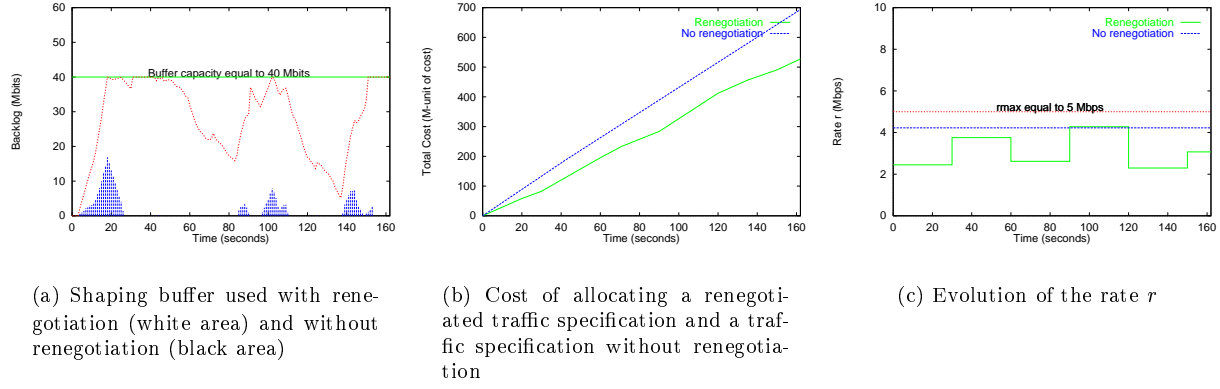 60
50
40
30
20
10
0
Backlog (Mbits)
Buffer capacity equal to 40 Mbits
0 20 40 60 80 100 120 140 160
Time (seconds)
700
600
500
400
300
200
100
0
Total Cost (M-unit of cost)
Renegotiation
No renegotiation
0 20 40 60 80 100 120 140 160
Time (seconds)
10
8
6
4
2
0
Rate r (Mbps)
Renegotiation
No renegotiation
rmax equal to 5 Mbps
0 20 40 60 80 100 120 140 160
Time (seconds)
(a) Shaping buffer used with rene-
gotiation (white area) and without
renegotiation (black area)
(b) Cost of allocating a renegoti-
ated traffic specification and a traf-
fic specification without renegotia-
tion
(c) Evolution of the rate r